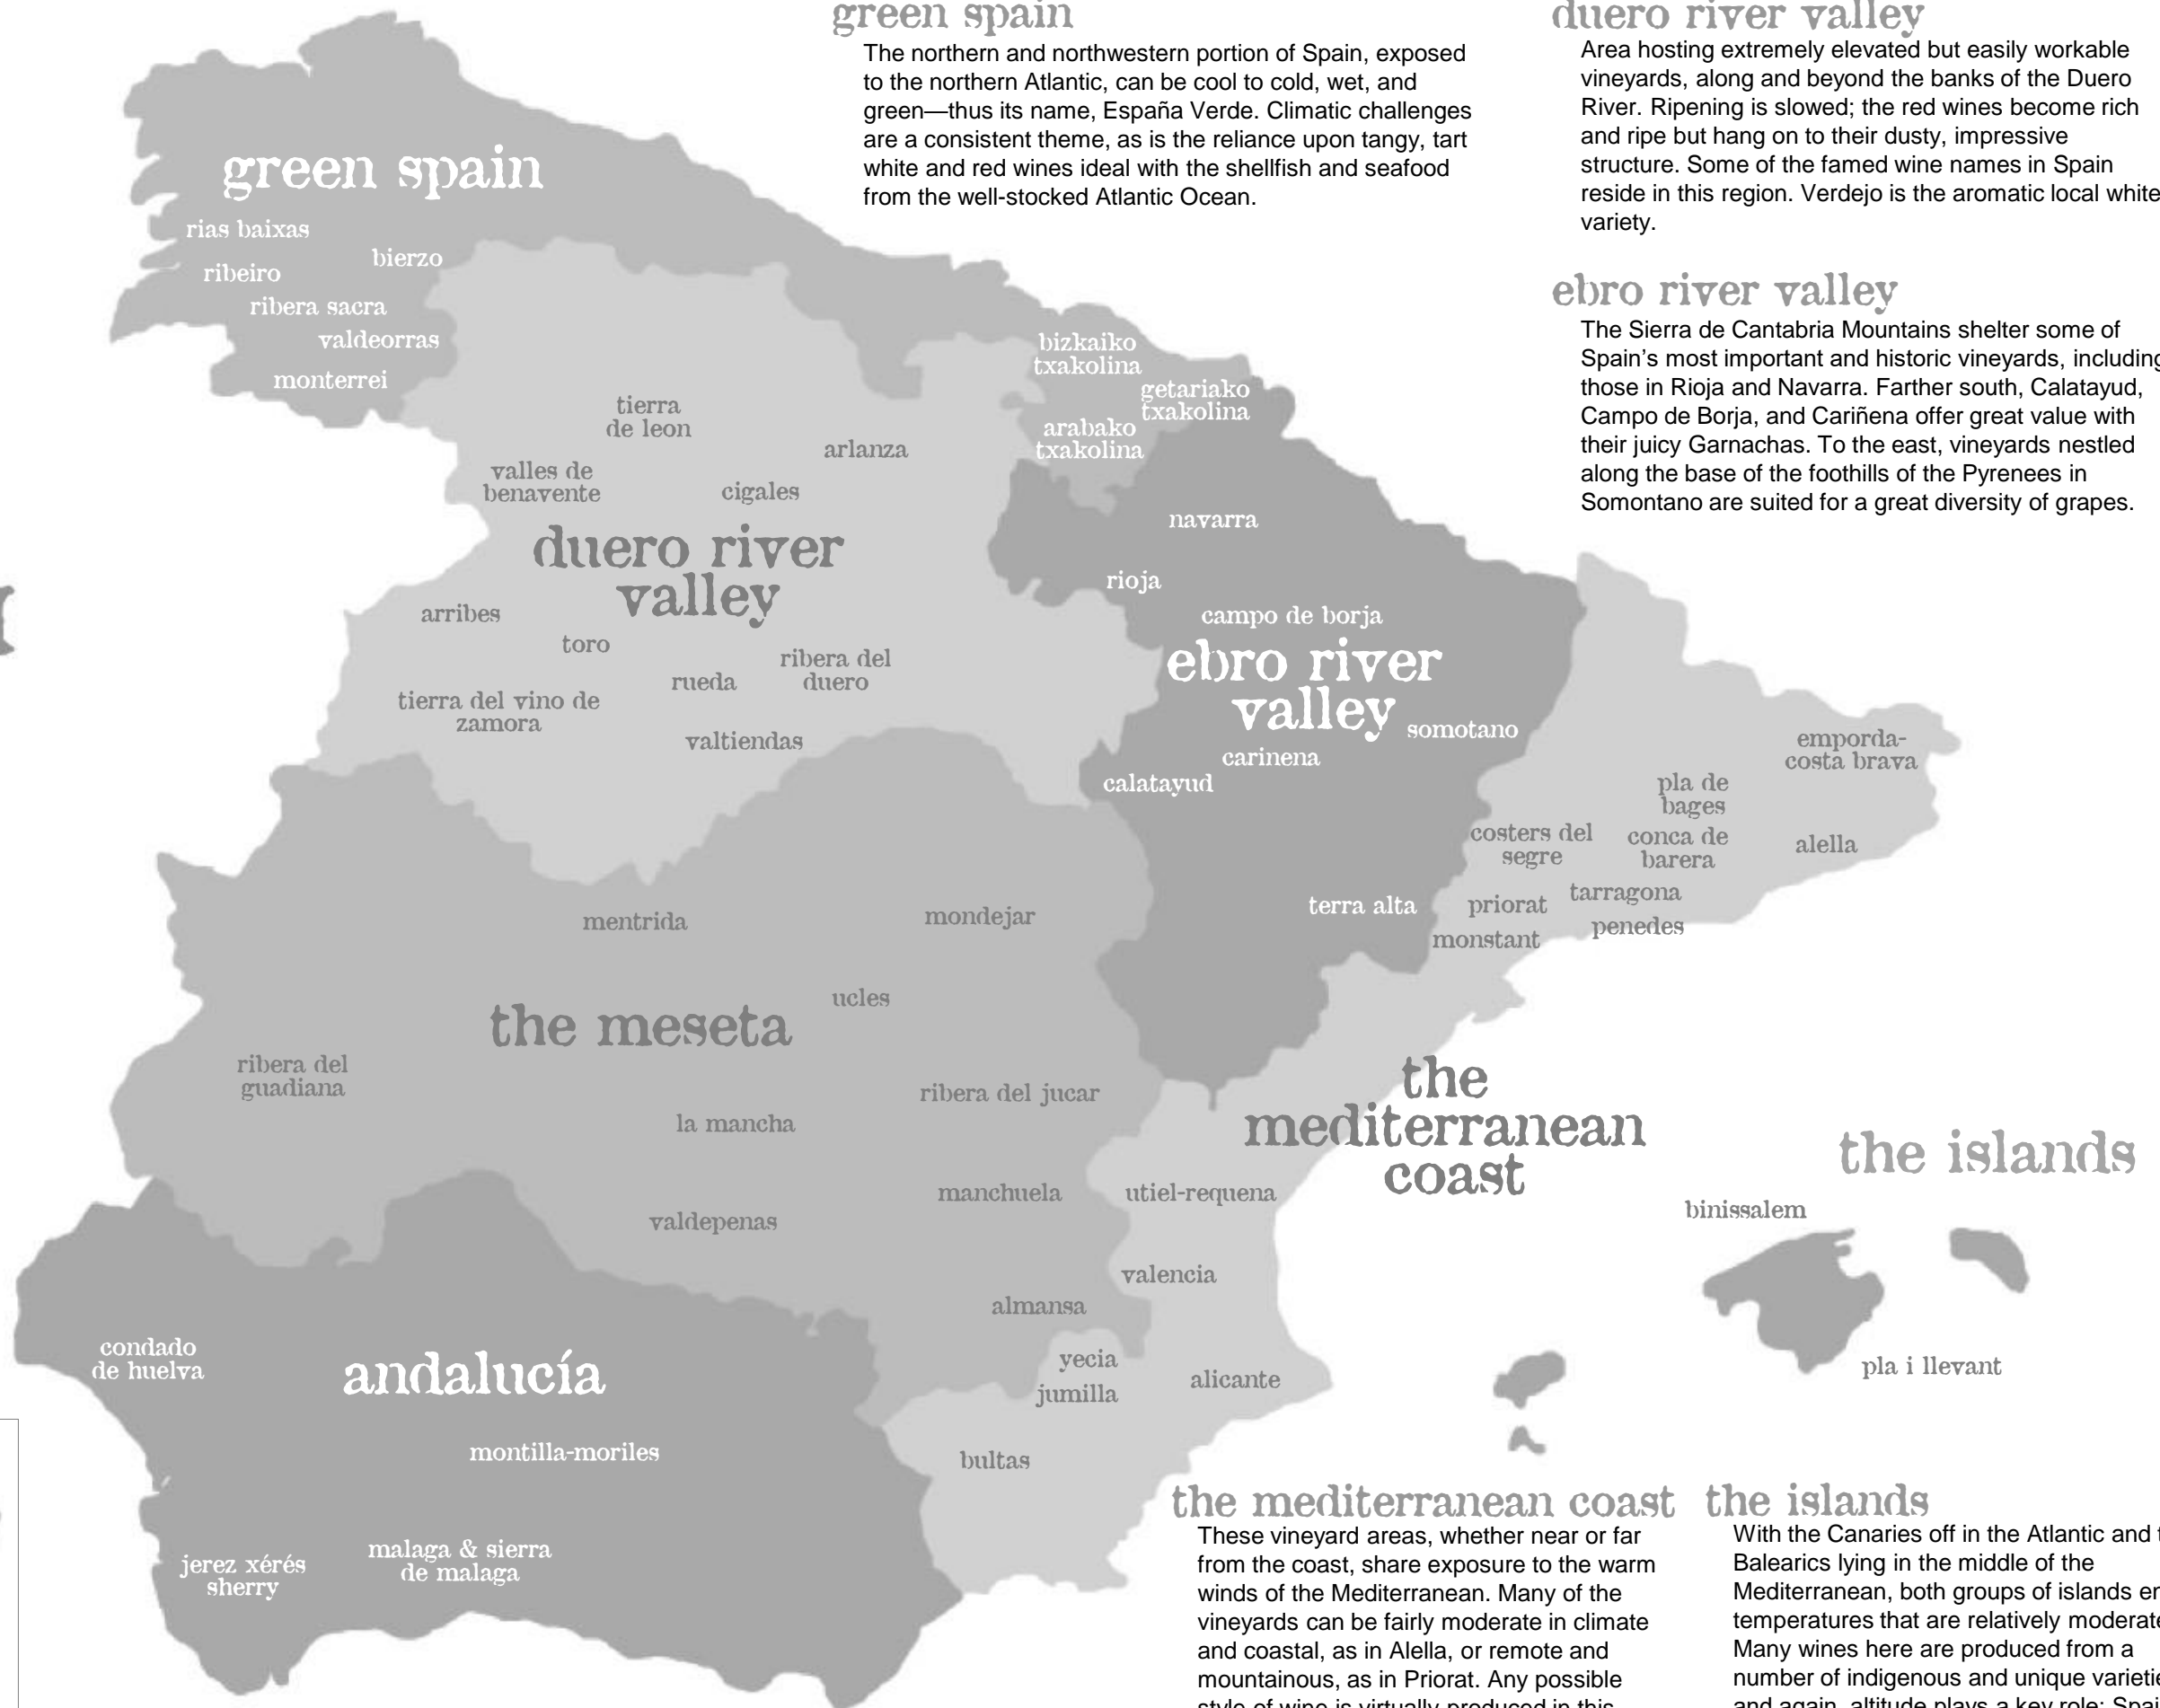 green spain
The northern and northwestern portion of Spain, exposed
to the northern Atlantic, can be cool to cold, wet, and
green—thus its name, España Verde. Climatic challenges
are a consistent theme, as is the reliance upon tangy, tart
white and red wines ideal with the shellfish and seafood
from the well-stocked Atlantic Ocean.
duero river valley
Area hosting extremely elevated but easily workable
vineyards, along and beyond the banks of the Duero
River. Ripening is slowed; the red wines become rich
and ripe but hang on to their dusty, impressive
structure. Some of the famed wine names in Spain
reside in this region. Verdejo is the aromatic local white
variety.
ebro river valley
The Sierra de Cantabria Mountains shelter some of
Spain's most important and historic vineyards, including
those in Rioja and Navarra. Farther south, Calatayud,
Campo de Borja, and Cariñena offer great value with
their juicy Garnachas. To the east, vineyards nestled
along the base of the foothills of the Pyrenees in
Somontano are suited for a great diversity of grapes.
green spain
rias baixas
bierzo
ribeiro
ribera sacra
valdeorras
monterrei
bizkaiko
txakolina
getariako
txakolina
arabako
txakolina
tierra
de leon
arlanza
valles de
benavente
cigales
duero river
valley
arribes
toro
ribera del
duero
rueda
tierra del vino de
zamora
valtiendas
navarra
rioja
campo de borja
ebro river
valley
somotano
carinena
calatayud
terra alta
emporda-
costa brava
pla de
bages
costers del
segre
conca de
barera
alella
tarragona
priorat
penedes
monstant
mentrida
mondejar
ucles
the meseta
ribera del
guadiana
ribera del jucar
la mancha
manchuela
valdepenas
almansa
the
mediterranean
coast
utiel-requena
valencia
yecia
jumilla
alicante
bultas
the islands
binissalem
pla i llevant
condado
de huelva
andalucía
montilla-moriles
jerez xérés
sherry
malaga & sierra
de malaga
the mediterranean coast
These vineyard areas, whether near or far
from the coast, share exposure to the warm
winds of the Mediterranean. Many of the
vineyards can be fairly moderate in climate
and coastal, as in Alella, or remote and
mountainous, as in Priorat. Any possible
style of wine is virtually produced in this
the islands
With the Canaries off in the Atlantic and
Balearics lying in the middle of the
Mediterranean, both groups of islands
temperatures that are relatively moderate
Many wines here are produced from a
number of indigenous and unique
and again, altitude plays a key role: